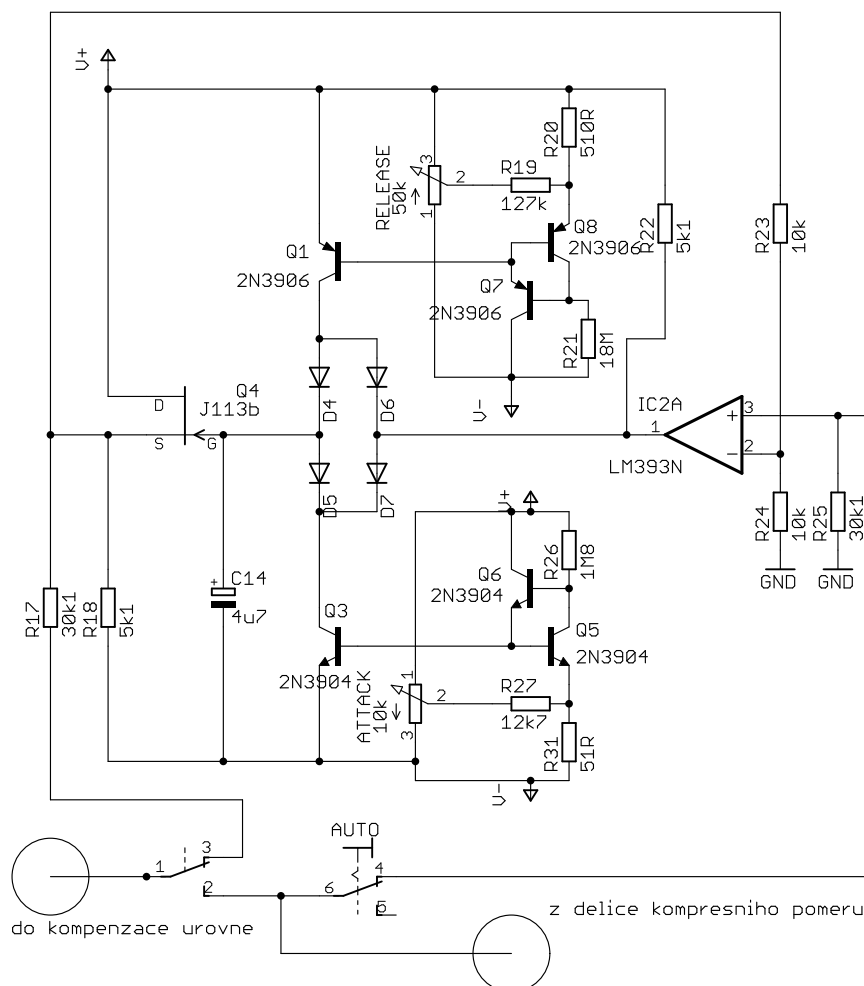 V+
R20
510R
RELEASE
50k
3
2
1
R19
127k
Q8
2N3906
R22
5k1
R23
10k
Q1
2N3906
Q7
2N3906
R21
18M
V-
D4
D6
Q4
J113b
D
S
G
IC2A
LM393N
1
3
2
+
-
D5
D7
V+
R24
10k
GND
R25
30k1
GND
R26
1M8
Q6
2N3904
C14
4u7
+
R17
30k1
R18
5k1
Q3
2N3904
Q5
2N3904
ATTACK
10k
1
2
3
R27
12k7
R31
51R
V-
AUTO
1
3
2
6
4
5
do kompenzace urovne
z delice kompresniho pomeru